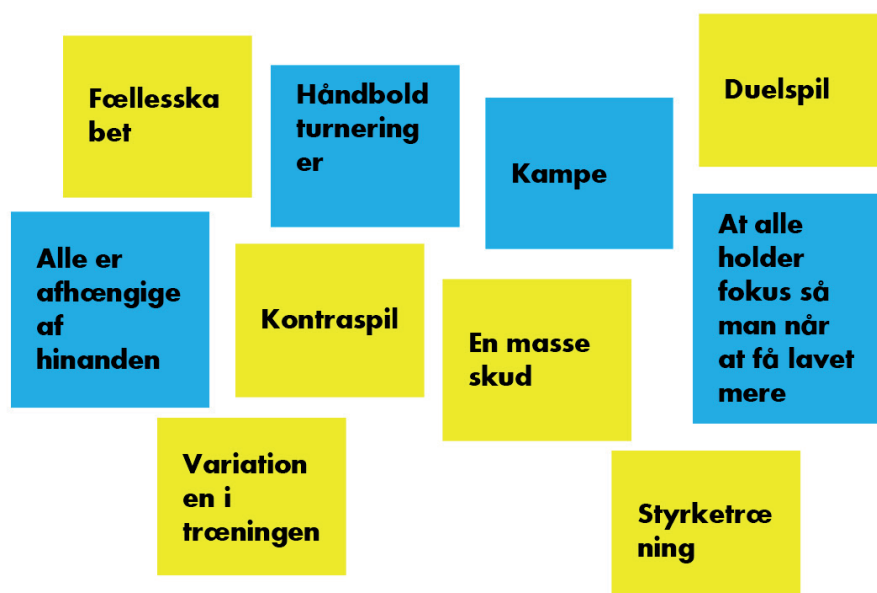 Fællesska
bet
Håndbold
turnering
er
Kampe
Duelspil
Alle er
afhængige
af
hinanden
Kontraspil
En masse
skud
At alle
holder
fokus så
man når
at få lavet
mere
Variation
en i
træningen
Styrketræ
ning